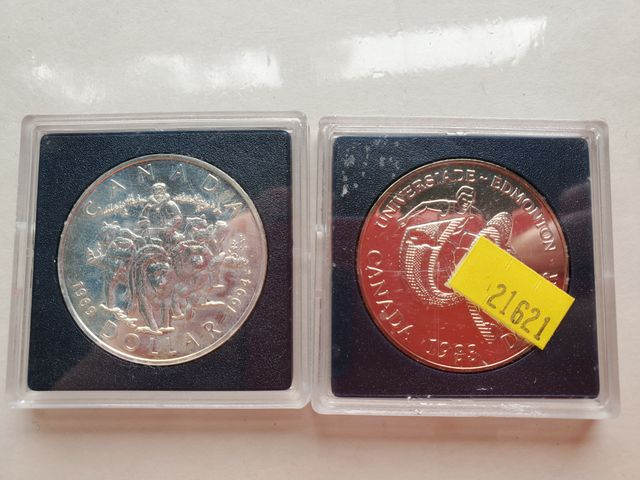 CANADA
1969 1994
DOLLAR
UNIVERSIADE - EDMONTON
CANADA 1983
21621